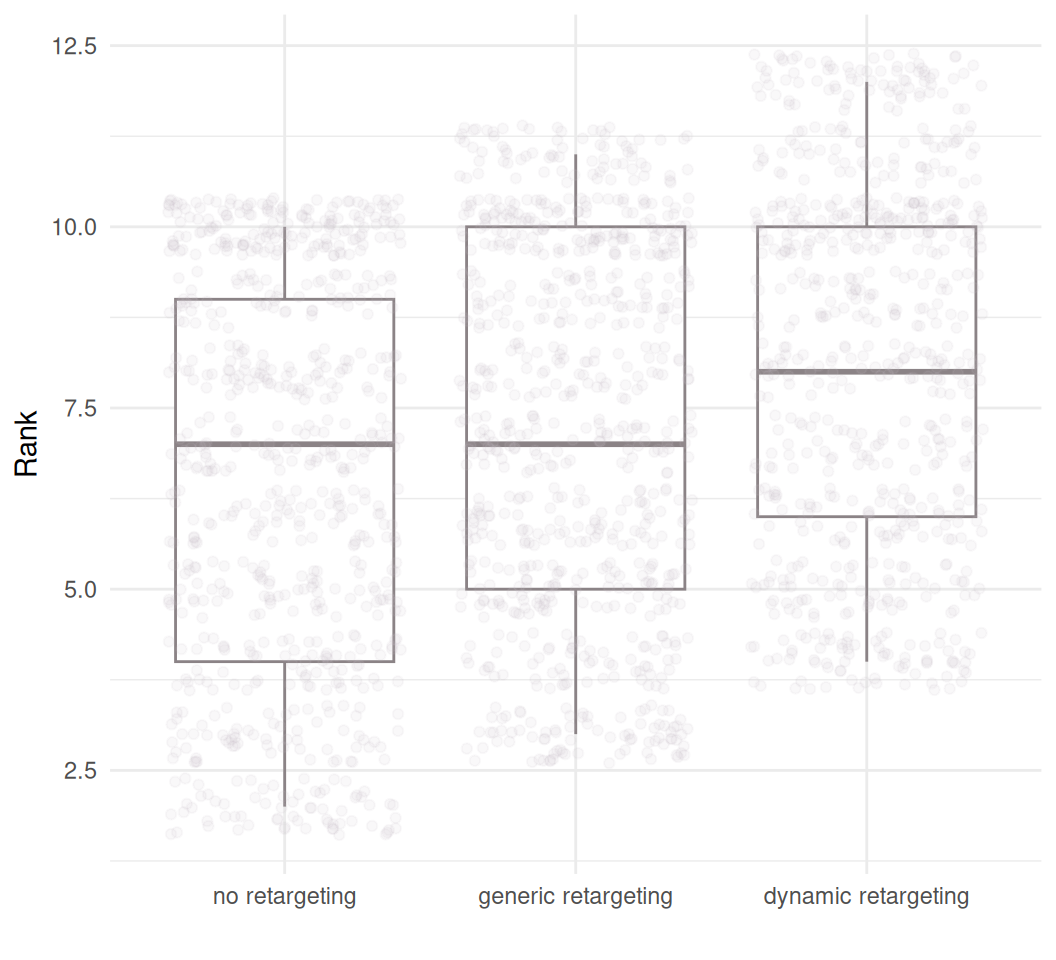 12.5
10.0
7.5
5.0
2.5
Rank
no retargeting
generic retargeting
dynamic retargeting